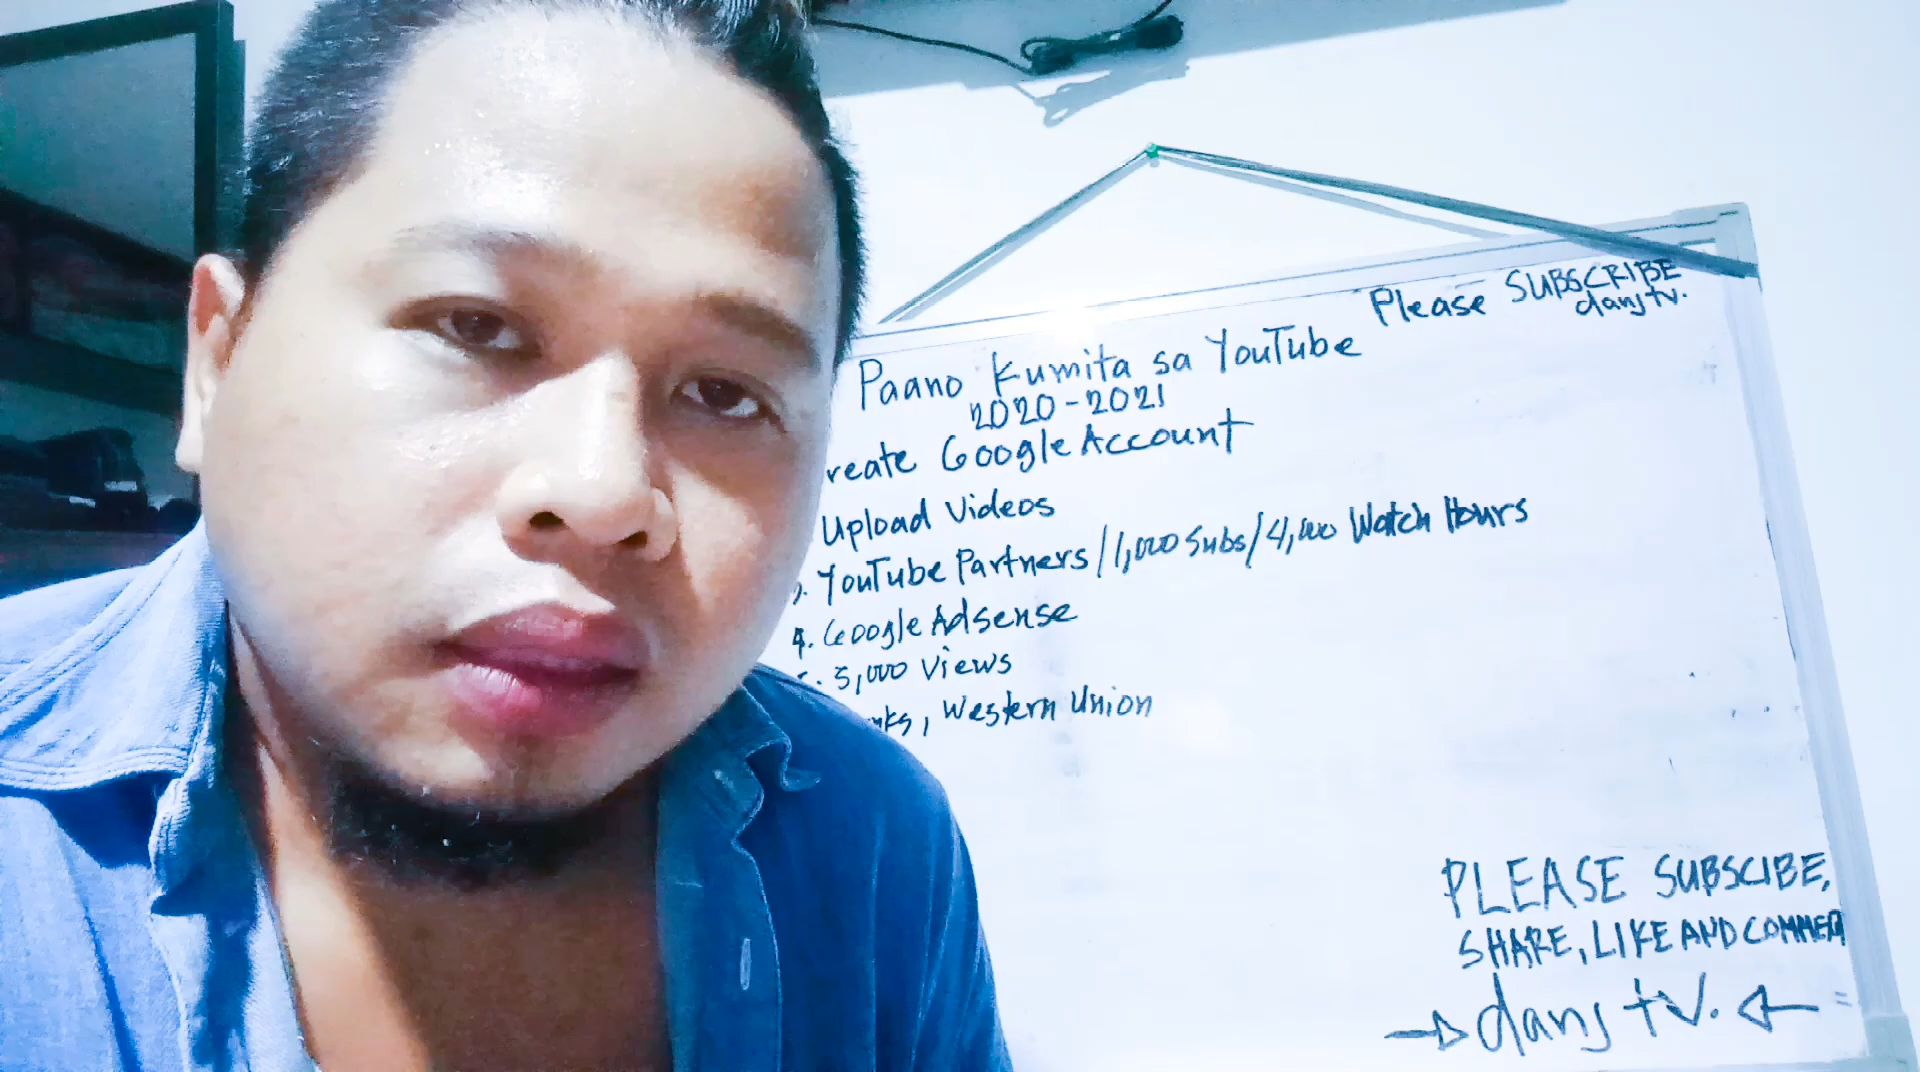 Please SUBSCRIBE
dans tv.
Paano Kumita sa YouTube
2020-2021
reate Google Account
Upload Videos
. YouTube Partners/1,000 Subs/4,000 Watch Hours
4. Google Adsense
. 5,000 Views
nks, Western Union
PLEASE SUBSCIBE,
SHARE, LIKE AND COMMENT
dans tv.